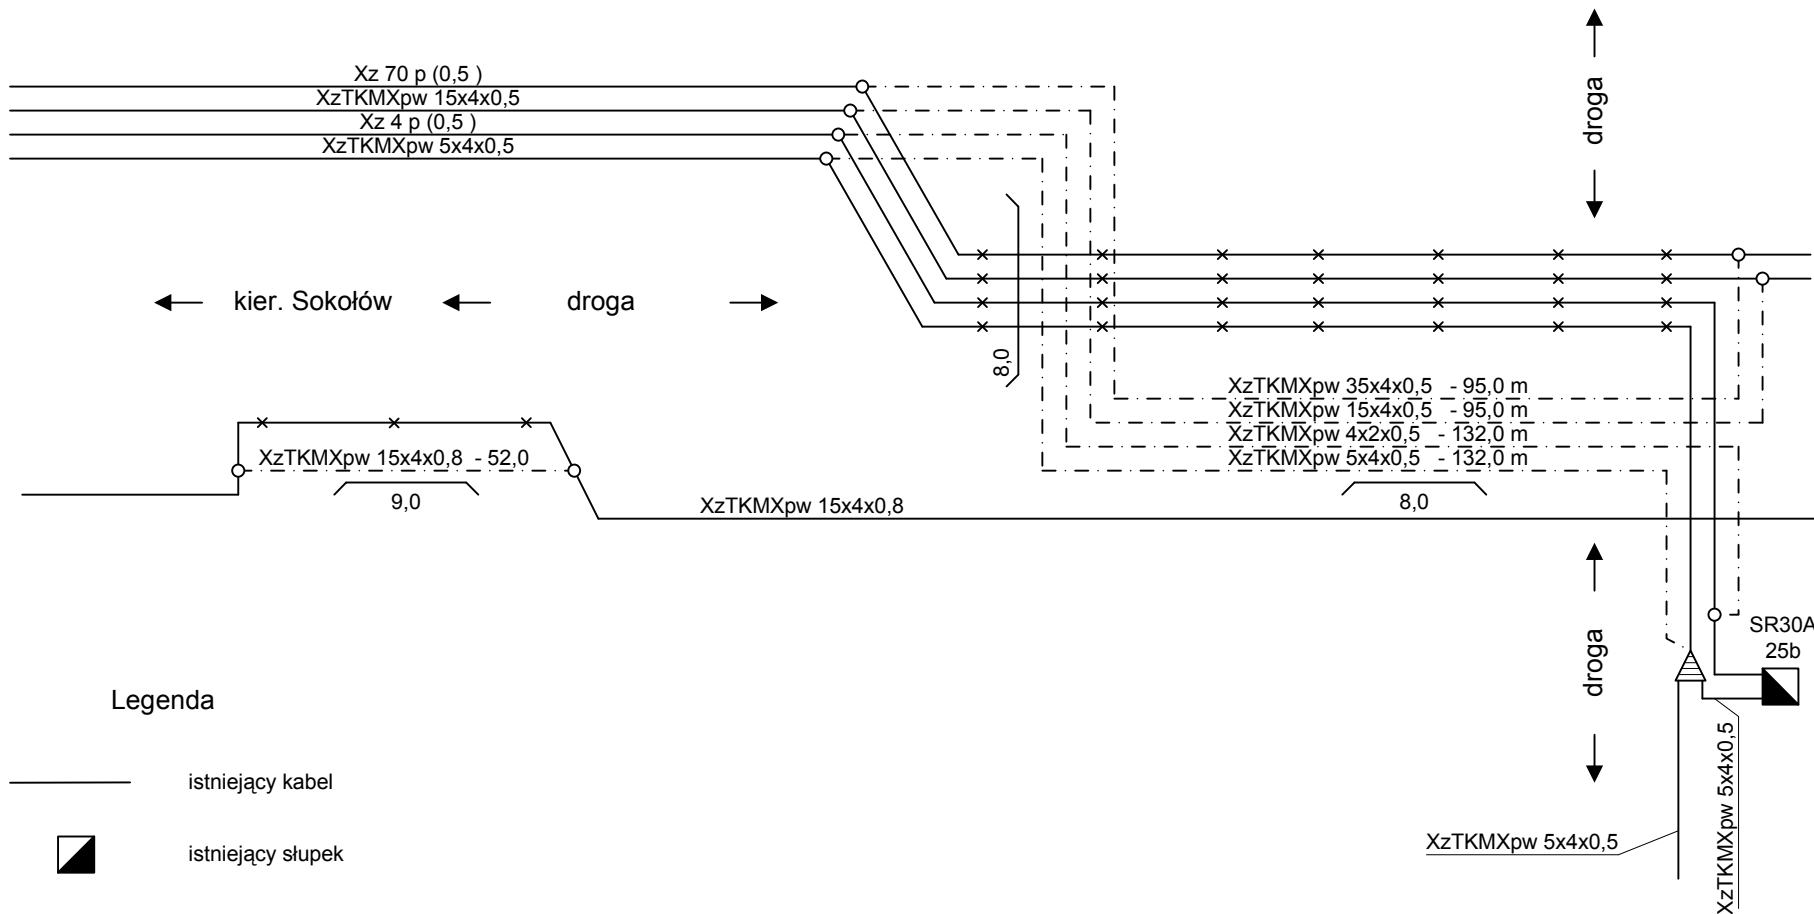 Xz 70 p (0,5 )
XzTKMXpw 15x4x0,5
Xz 4 p (0,5 )
XzTKMXpw 5x4x0,5
droga
kier. Sokołów
droga
8,0
XzTKMXpw 35x4x0,5 - 95,0 m
XzTKMXpw 15x4x0,5 - 95,0 m
XzTKMXpw 4x2x0,5 - 132,0 m
XzTKMXpw 5x4x0,5 - 132,0 m
XzTKMXpw 15x4x0,8 - 52,0
9,0
8,0
XzTKMXpw 15x4x0,8
droga
SR30A
25b
Legenda
istniejący kabel
istniejący słupek
XzTKMXpw 5x4x0,5
XzTKMXpw 5x4x0,5